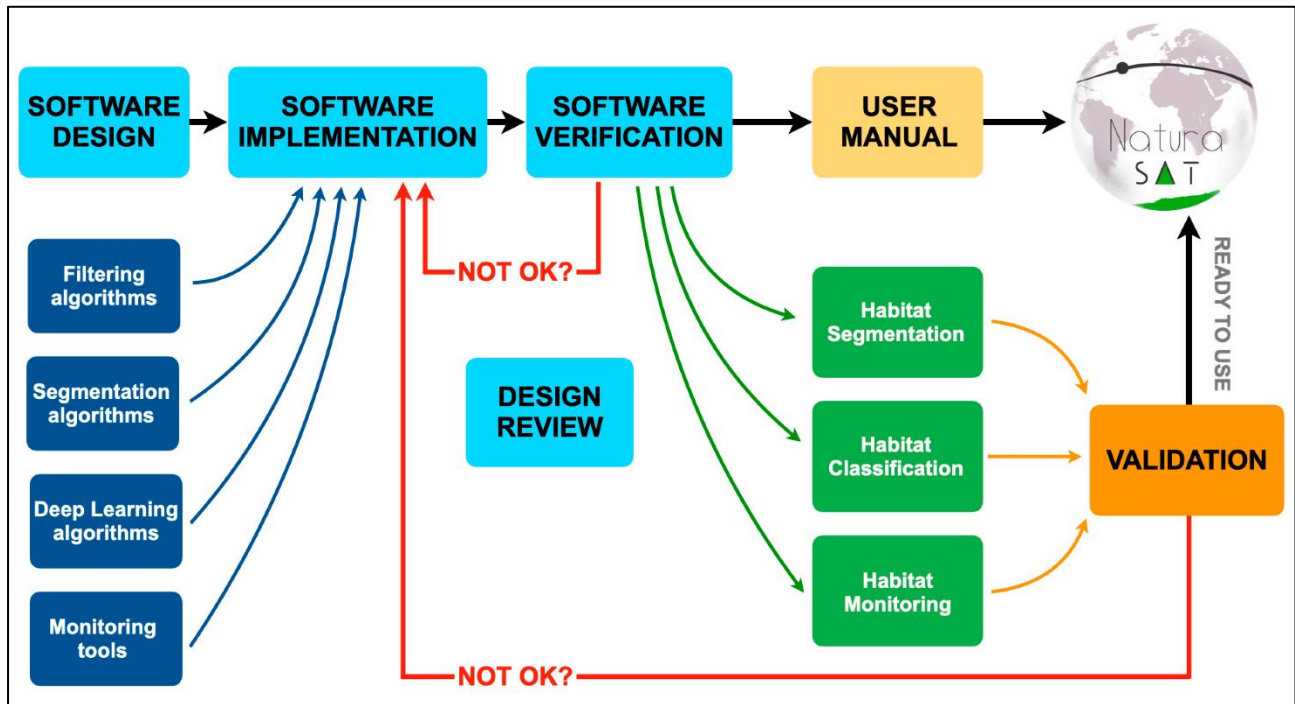 SOFTWARE
DESIGN
SOFTWARE
IMPLEMENTATION
SOFTWARE
VERIFICATION
USER
MANUAL
Natura
SAT
Filtering
algorithms
Segmentation
algorithms
Deep Learning
algorithms
Monitoring
tools
NOT OK?
DESIGN
REVIEW
Habitat
Segmentation
Habitat
Classification
Habitat
Monitoring
READY TO USE
VALIDATION
NOT OK?